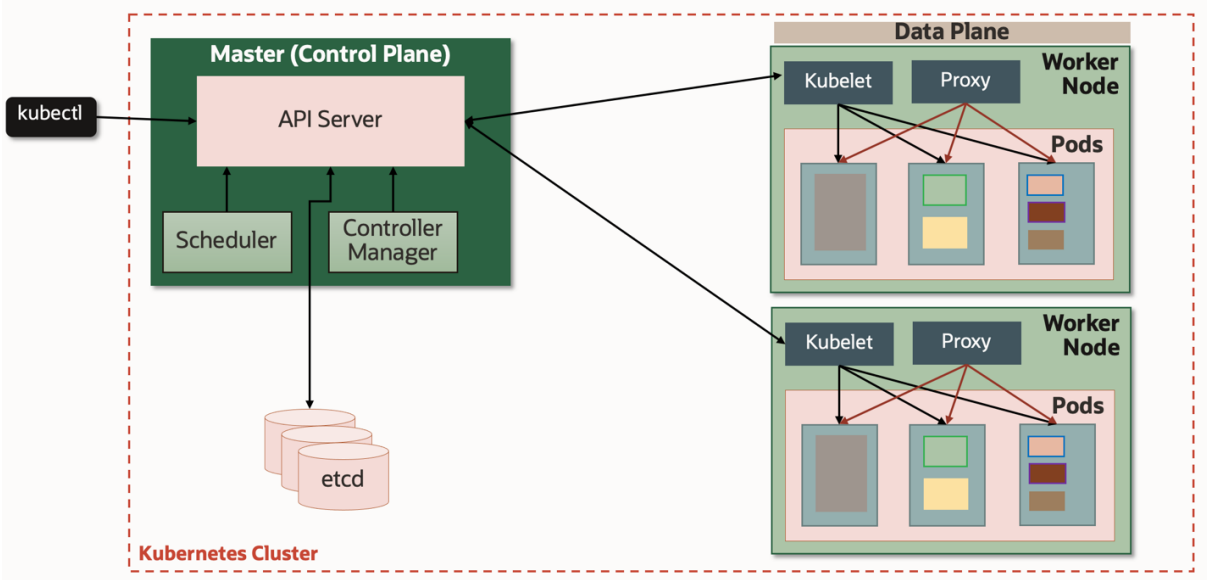 kubectl
Master (Control Plane)
API Server
Scheduler
Controller
Manager
etcd
Kubernetes Cluster
Data Plane
Kubelet
Proxy
Worker
Node
Pods
Kubelet
Proxy
Worker
Node
Pods